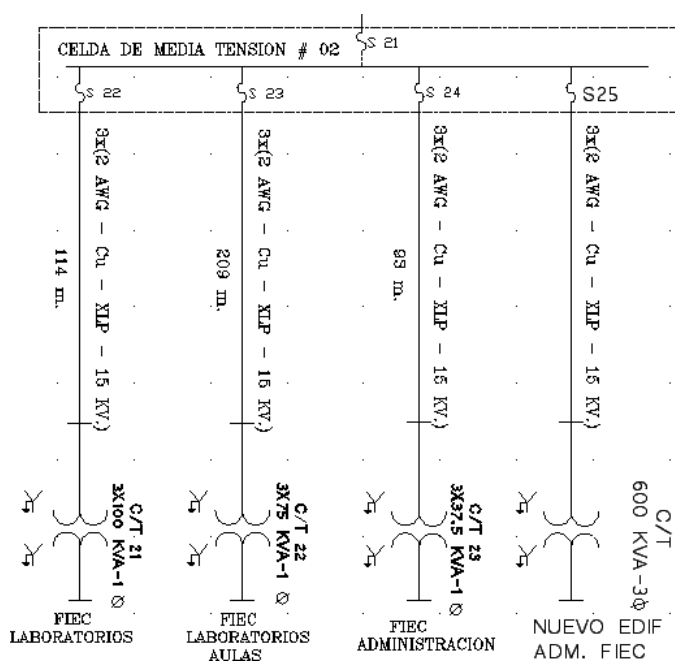 CELDA DE MEDIA TENSION # 02
S 21
S 22
S 23
S 24
S25
3x(2 AWG - Cu - XLP - 15 KV.)
114 m.
3x(2 AWG - Cu - XLP - 15 KV.)
209 m.
3x(2 AWG - Cu - XLP - 15 KV.)
3x(2 AWG - Cu - XLP - 15 KV.)
C/T 21
3X100 KVA-1 Ø
C/T 22
3X75 KVA-1 Ø
C/T 23
3X37.5 KVA-1 Ø
C/T
600 KVA-3ϕ
FIEC
LABORATORIOS
FIEC
LABORATORIOS
AULAS
FIEC
ADMINISTRACION
NUEVO EDIF
ADM. FIEC